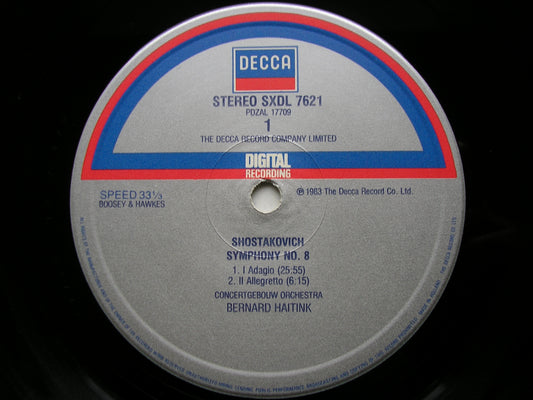 DECCA
STEREO SXDL 7621
PDZAL 17709
1
THE DECCA RECORD COMPANY LIMITED
DIGITAL
RECORDING
SPEED 33⅓
BOOSEY & HAWKES
℗ 1983 The Decca Record Co. Ltd.
SHOSTAKOVICH
SYMPHONY NO. 8
1. I Adagio (25:55)
2. II Allegretto (6:15)
CONCERTGEBOUW ORCHESTRA
BERNARD HAITINK